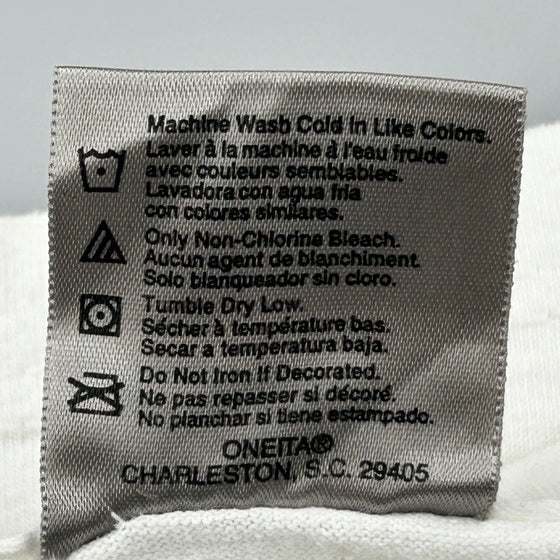 Machine Wash Cold In Like Colors.
Laver à la machine à l'eau froide
avec couleurs semblables.
Lavadora con agua fria
con colores similares.
Only Non-Chlorine Bleach.
Aucun agent de blanchiment.
Solo blanqueador sin cloro.
Tumble Dry Low.
Sécher à température bas.
Secar a temperatura baja.
Do Not Iron If Decorated.
Ne pas repasser si décoré.
No planchar si tiene estampado.
ONEITA®
CHARLESTON, S.C. 29405